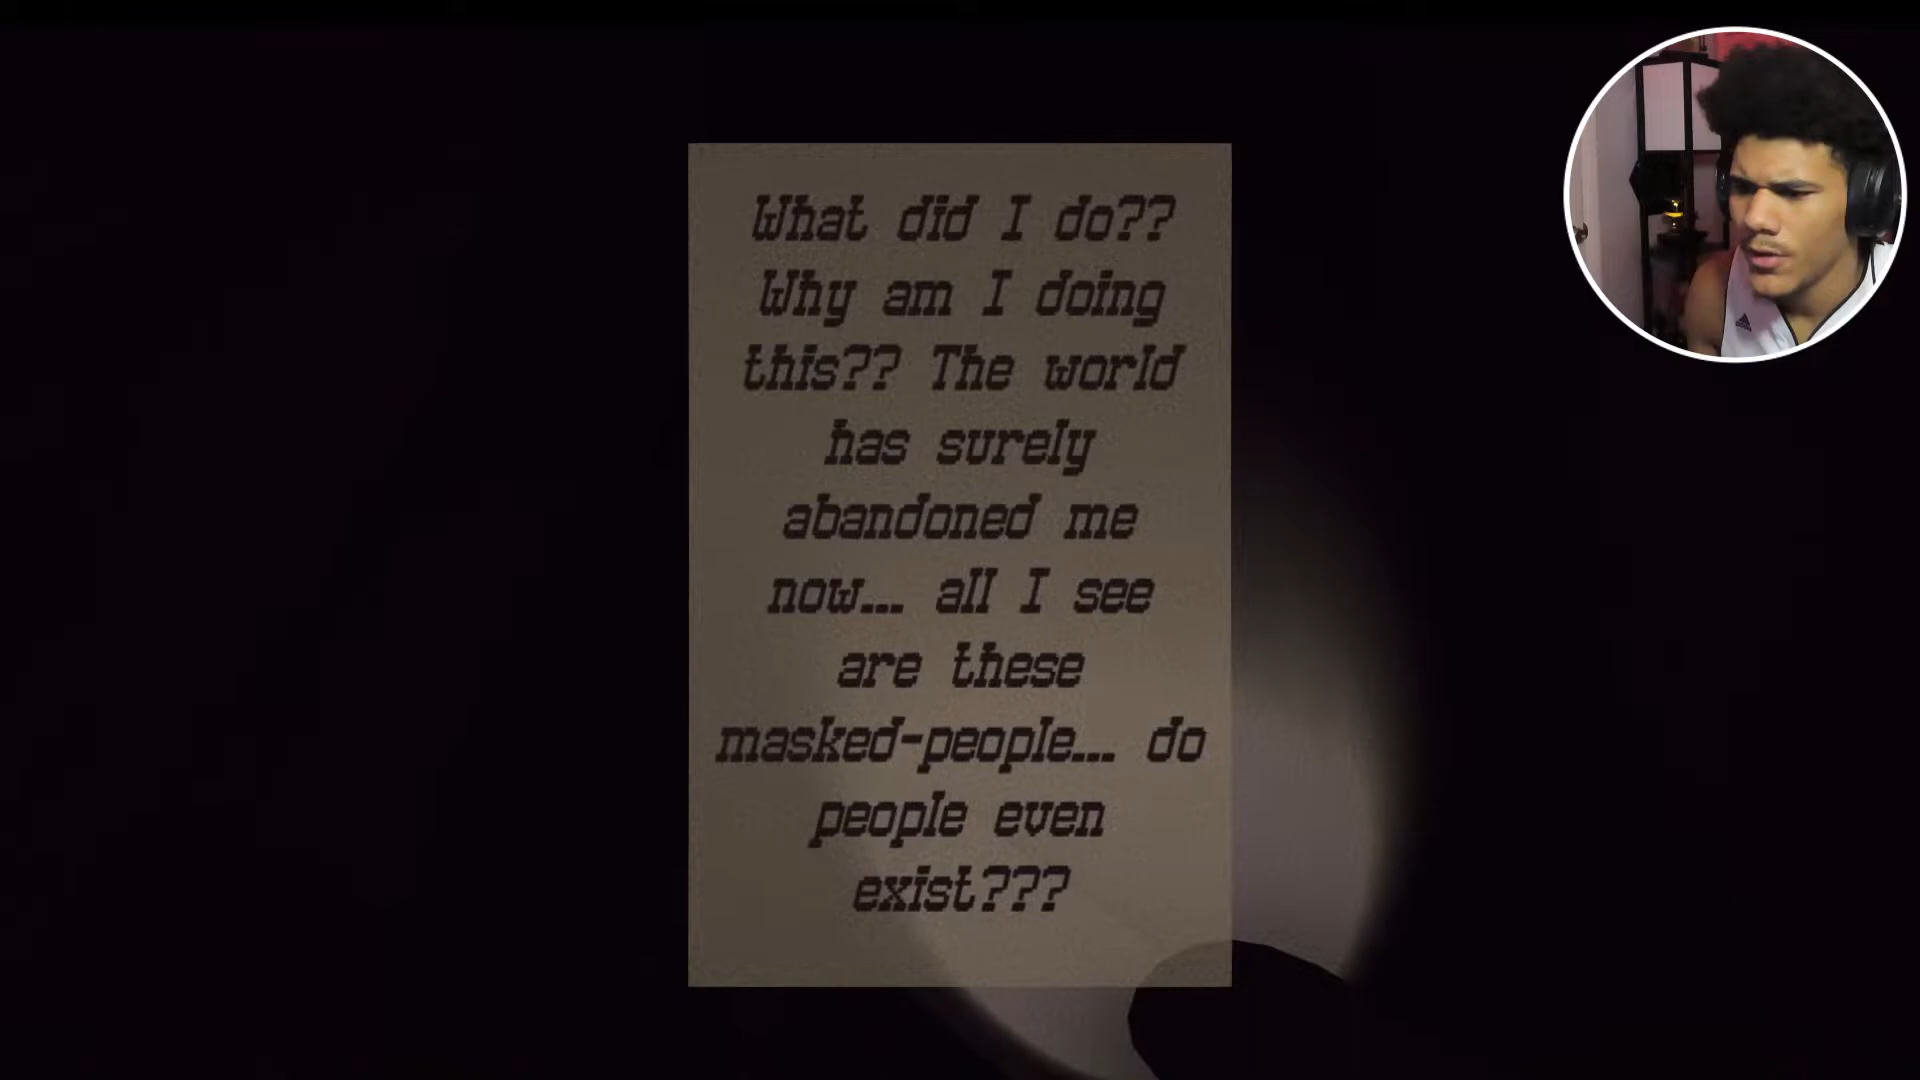 What did I do??
Why am I doing
this?? The world
has surely
abandoned me
now... all I see
are these
masked-people... do
people even
exist???